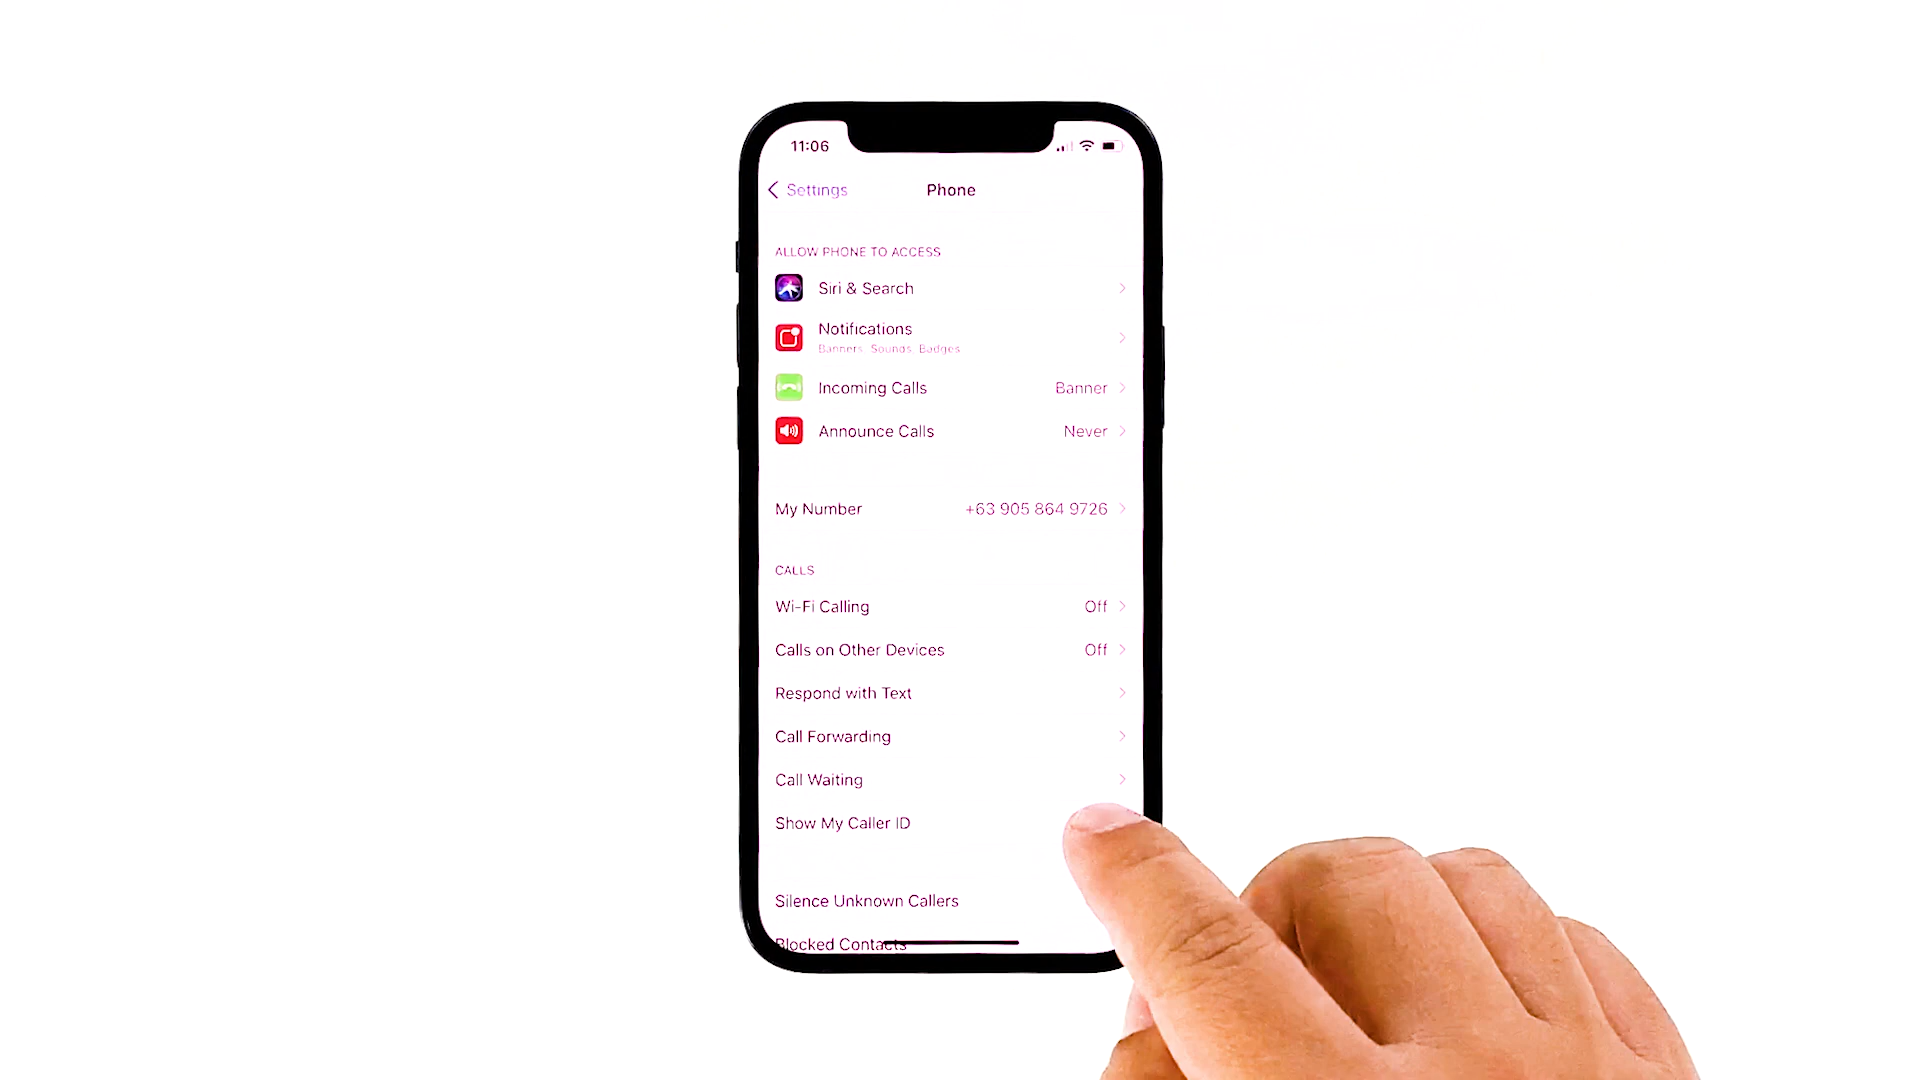 11:06
Settings
Phone
ALLOW PHONE TO ACCESS
Siri & Search
Notifications
Banners, Sounds, Badges
Incoming Calls Banner
Announce Calls Never
My Number +63 905 864 9726
CALLS
Wi-Fi Calling Off
Calls on Other Devices Off
Respond with Text
Call Forwarding
Call Waiting
Show My Caller ID
Silence Unknown Callers
Blocked Contacts